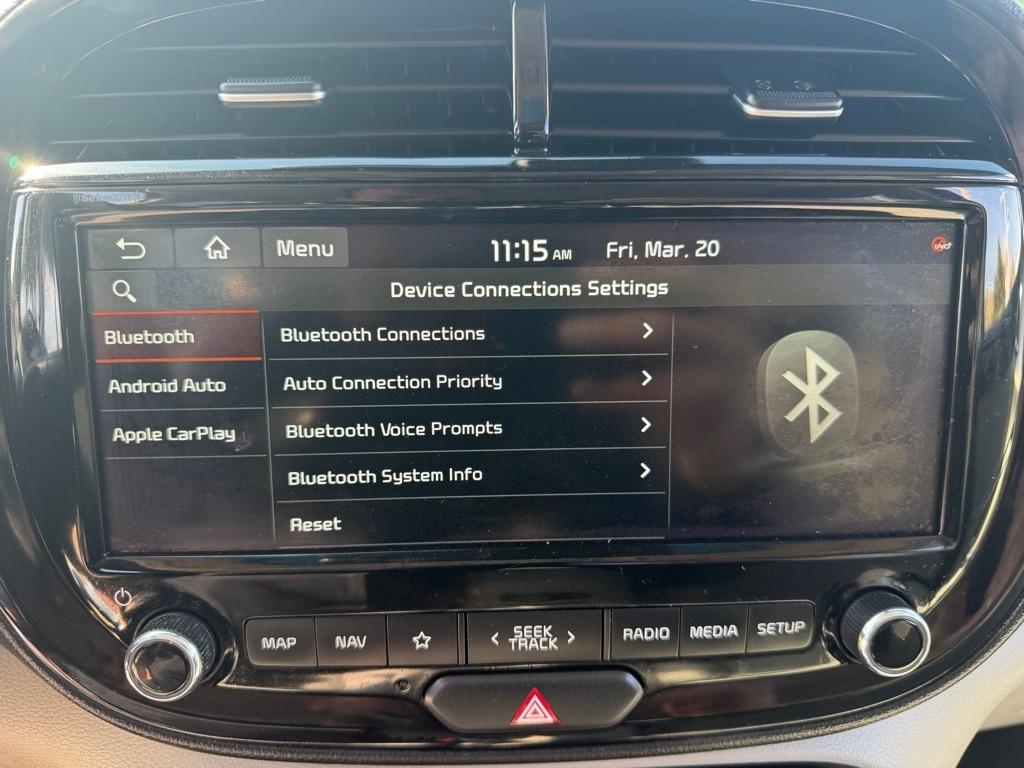 Menu
11:15 AM
Fri, Mar. 20
UVO
Device Connections Settings
Bluetooth
Bluetooth Connections
Android Auto
Auto Connection Priority
Apple CarPlay
Bluetooth Voice Prompts
Bluetooth System Info
Reset
MAP
NAV
SEEK
TRACK
RADIO
MEDIA
SETUP